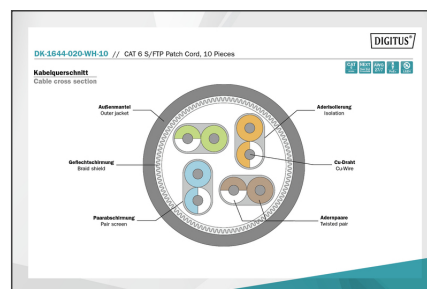 DIGITUS®
DK-1644-020-WH-10 // CAT 6 S/FTP Patch Cord, 10 Pieces
Kabelquerschnitt
Cable cross section
Außenmantel
Outer jacket
Aderisolierung
Isolation
Geflechtschirmung
Braid shield
Cu-Draht
Cu-Wire
Paarabschirmung
Pair screen
Aderpaare
Twisted pair